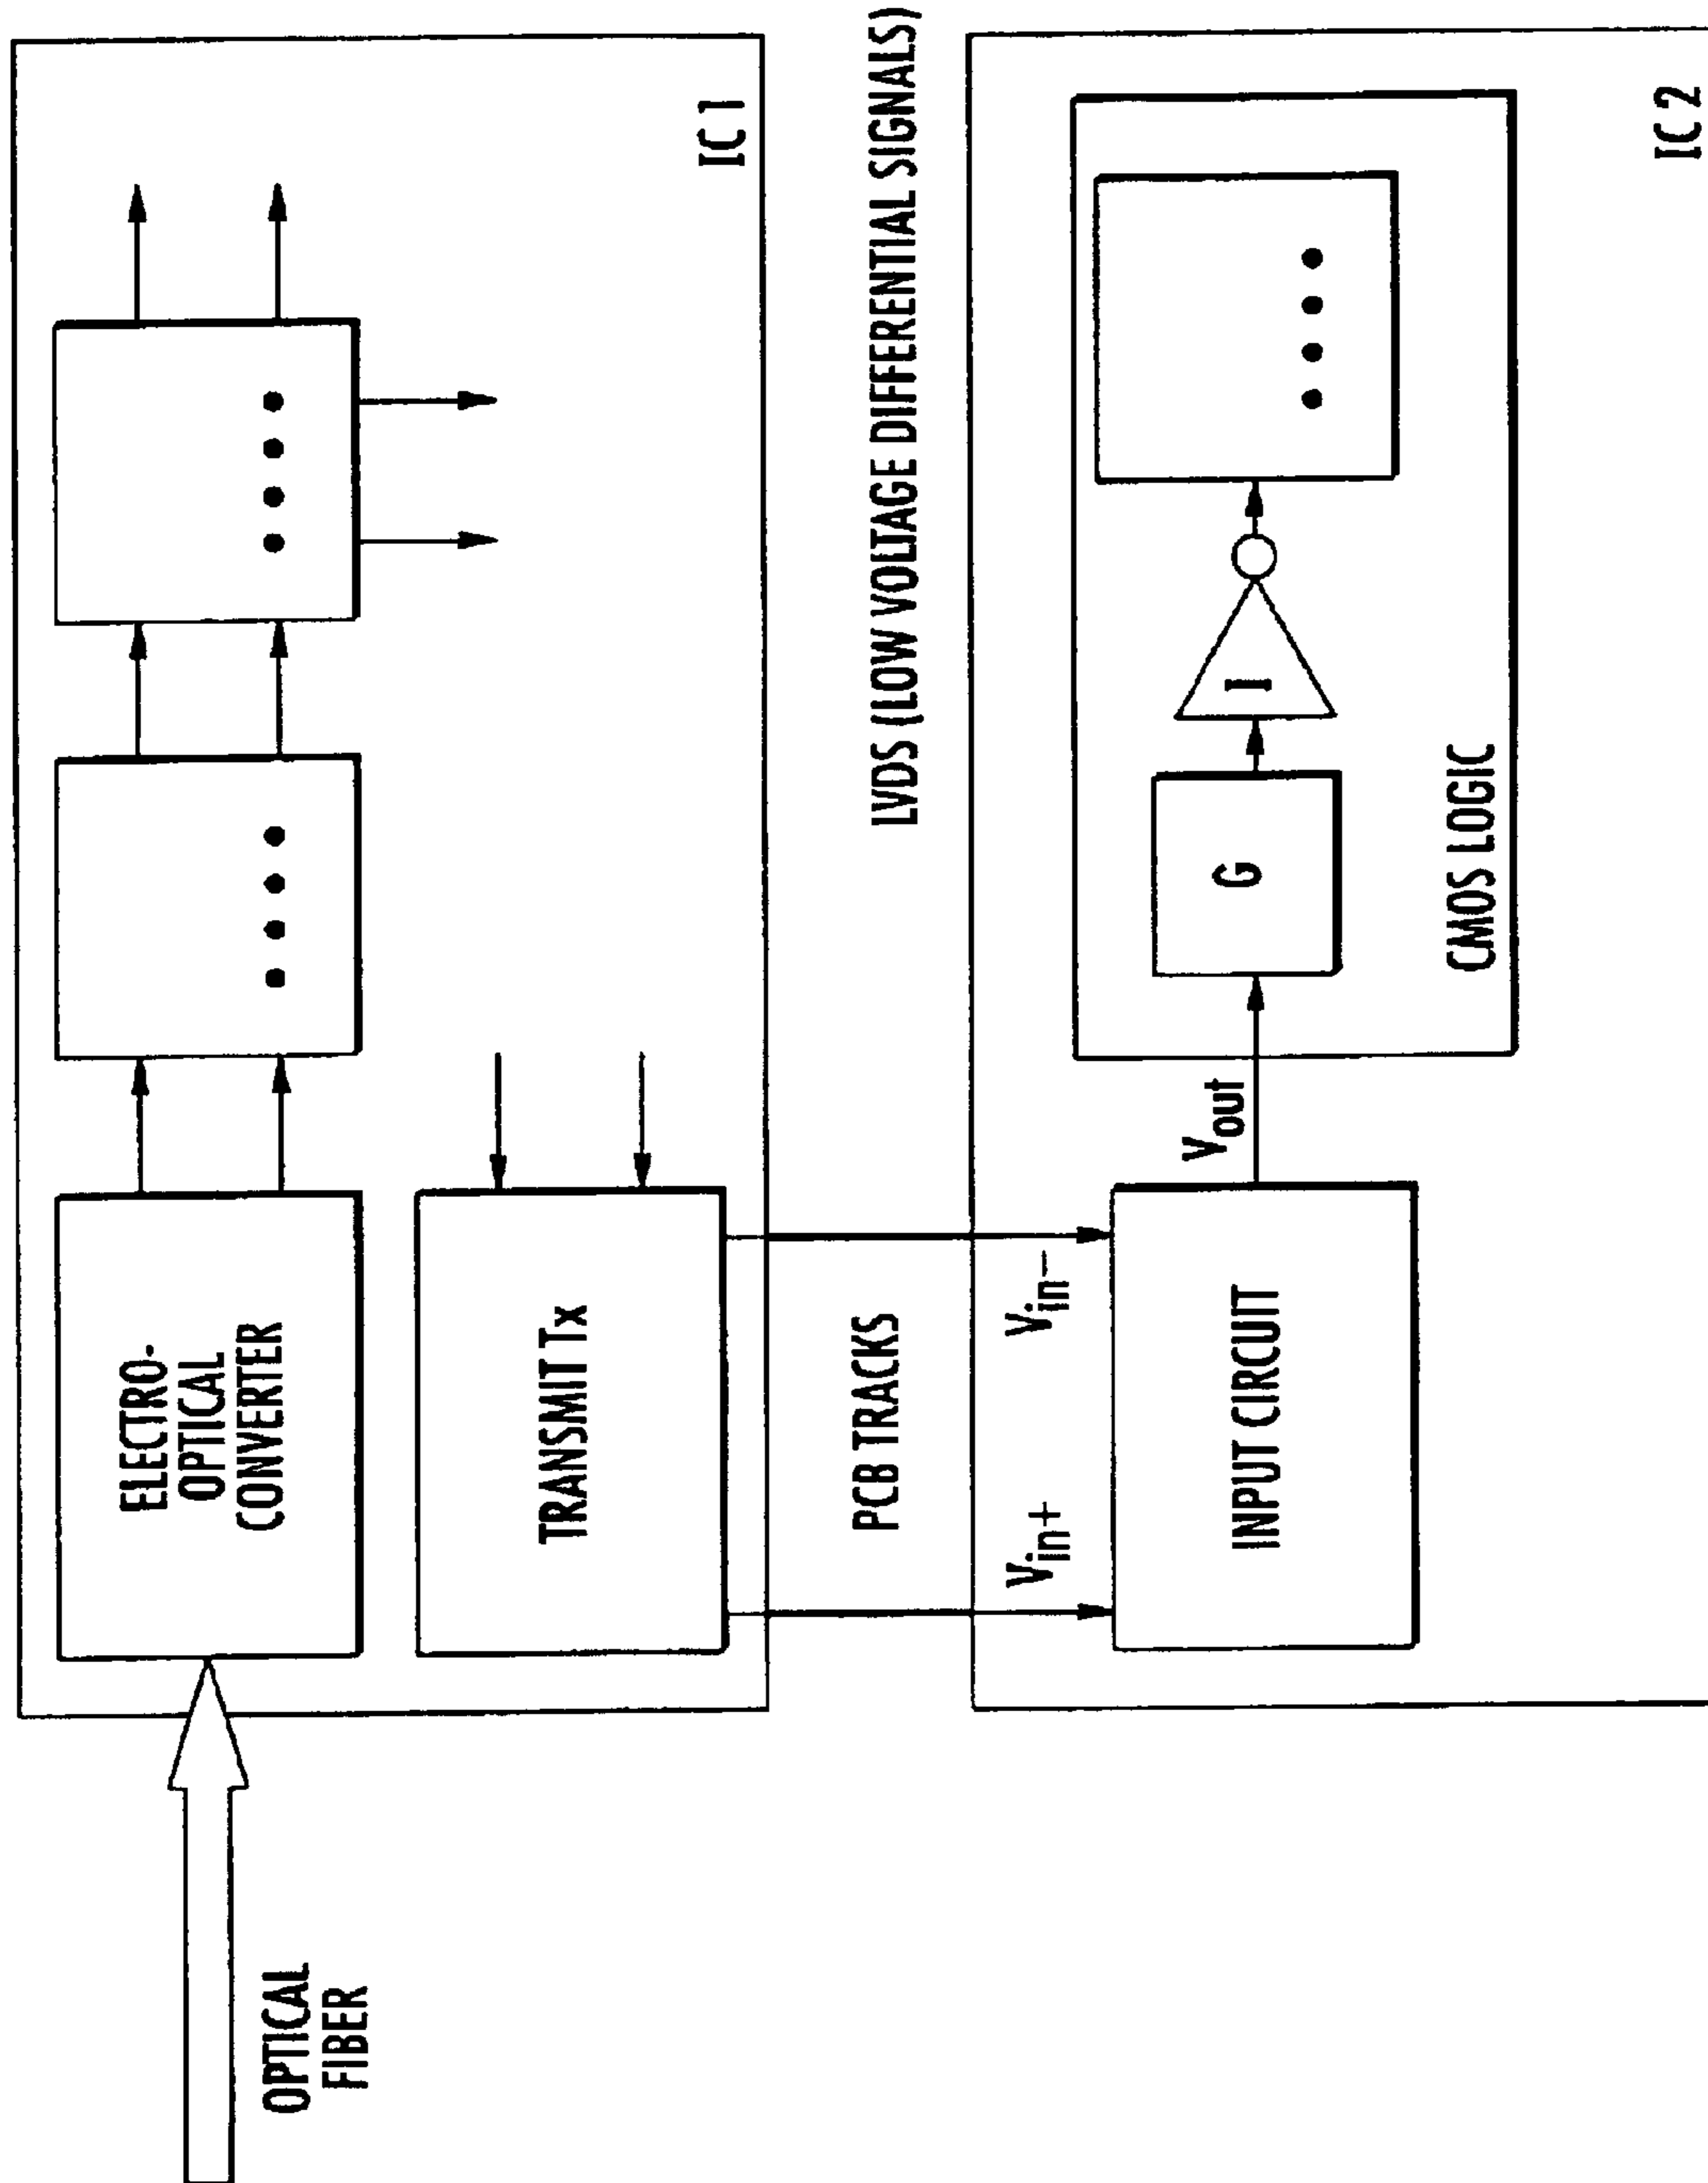 OPTICAL
FIBER
ELECTRO-
OPTICAL
CONVERTER
TRANSMIT Tx
IC 1
PCB TRACKS
LVDS (LOW VOLTAGE DIFFERENTIAL SIGNALS)
Vin+
Vin−
INPUT CIRCUIT
Vout
G
I
CMOS LOGIC
IC 2